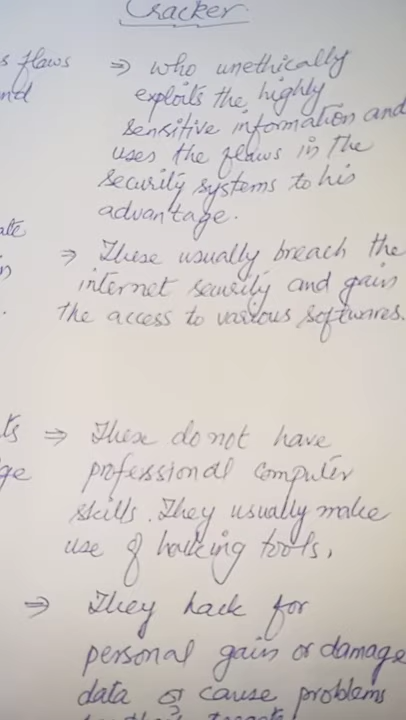 Cracker
s flaws ⇒ who unethically
nd exploits the highly
sensitive information and
uses the flaws in the
security systems to his
advantage.
ate ⇒ These usually breach the
internet security and gain
the access to various softwares.
ts ⇒ These do not have
ge professional computer
skills. They usually make
use of hacking tools.
⇒ They hack for
personal gain or damage
data or cause problems